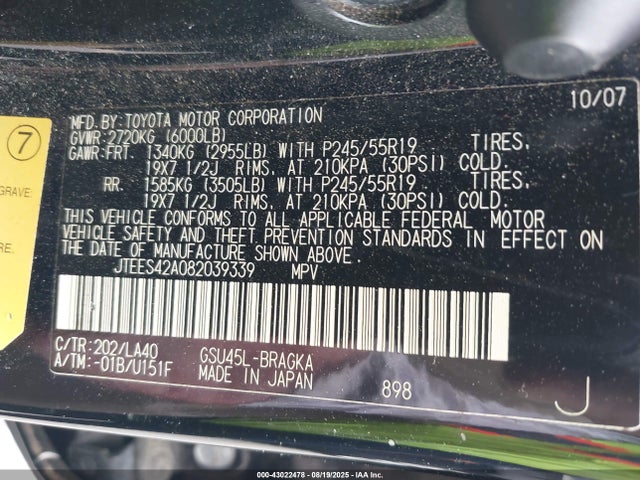 10/07
MFD.BY:TOYOTA MOTOR CORPORATION
GVWR:2720KG (6000LB)
GAWR:FRT. 1340KG (2955LB) WITH P245/55R19 TIRES,
19X7 1/2J RIMS, AT 210KPA (30PSI) COLD.
RR. 1585KG (3505LB) WITH P245/55R19 TIRES,
19X7 1/2J RIMS, AT 210KPA (30PSI) COLD.
THIS VEHICLE CONFORMS TO ALL APPLICABLE FEDERAL MOTOR
VEHICLE SAFETY AND THEFT PREVENTION STANDARDS IN EFFECT ON
THE DATE OF MANUFACTURE SHOWN ABOVE.
JTEES42A082039339 MPV
C/TR:202/LA40 GSU45L-BRAGKA
A/TM:-01B/U151F MADE IN JAPAN 898 J
7
GRAVE:
TRE.
000-43022478 - 08/19/2025 - IAA Inc.